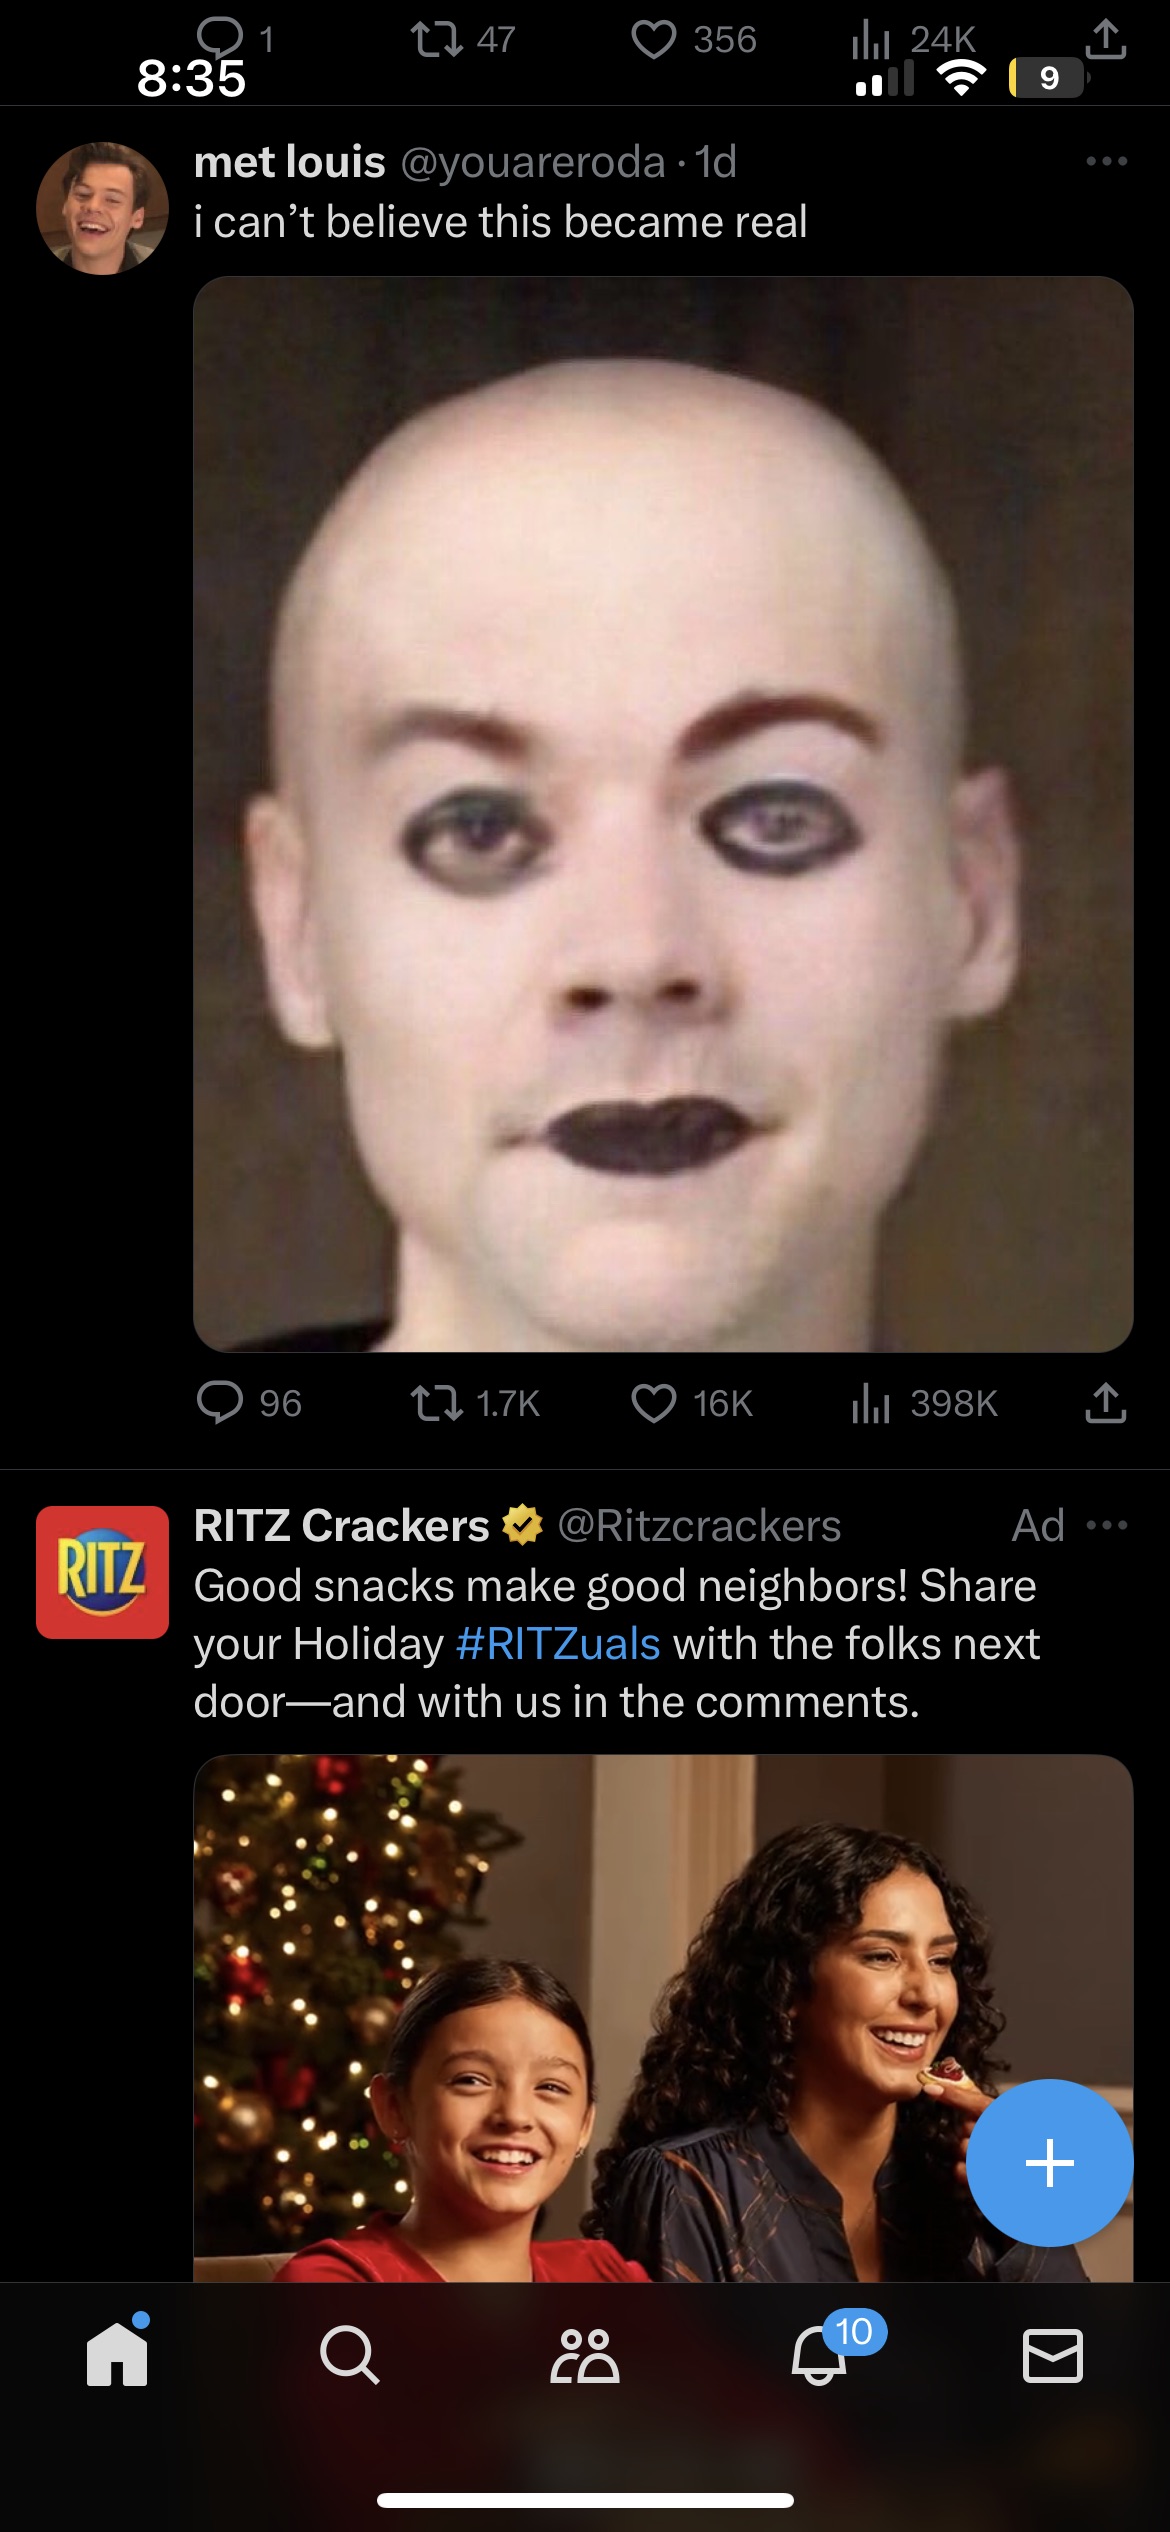 1 47 356 24K
8:35 9
met louis @youareroda · 1d
i can’t believe this became real
96 1.7K 16K 398K
RITZ Crackers @Ritzcrackers Ad
RITZ
Good snacks make good neighbors! Share
your Holiday #RITZuals with the folks next
door—and with us in the comments.
10